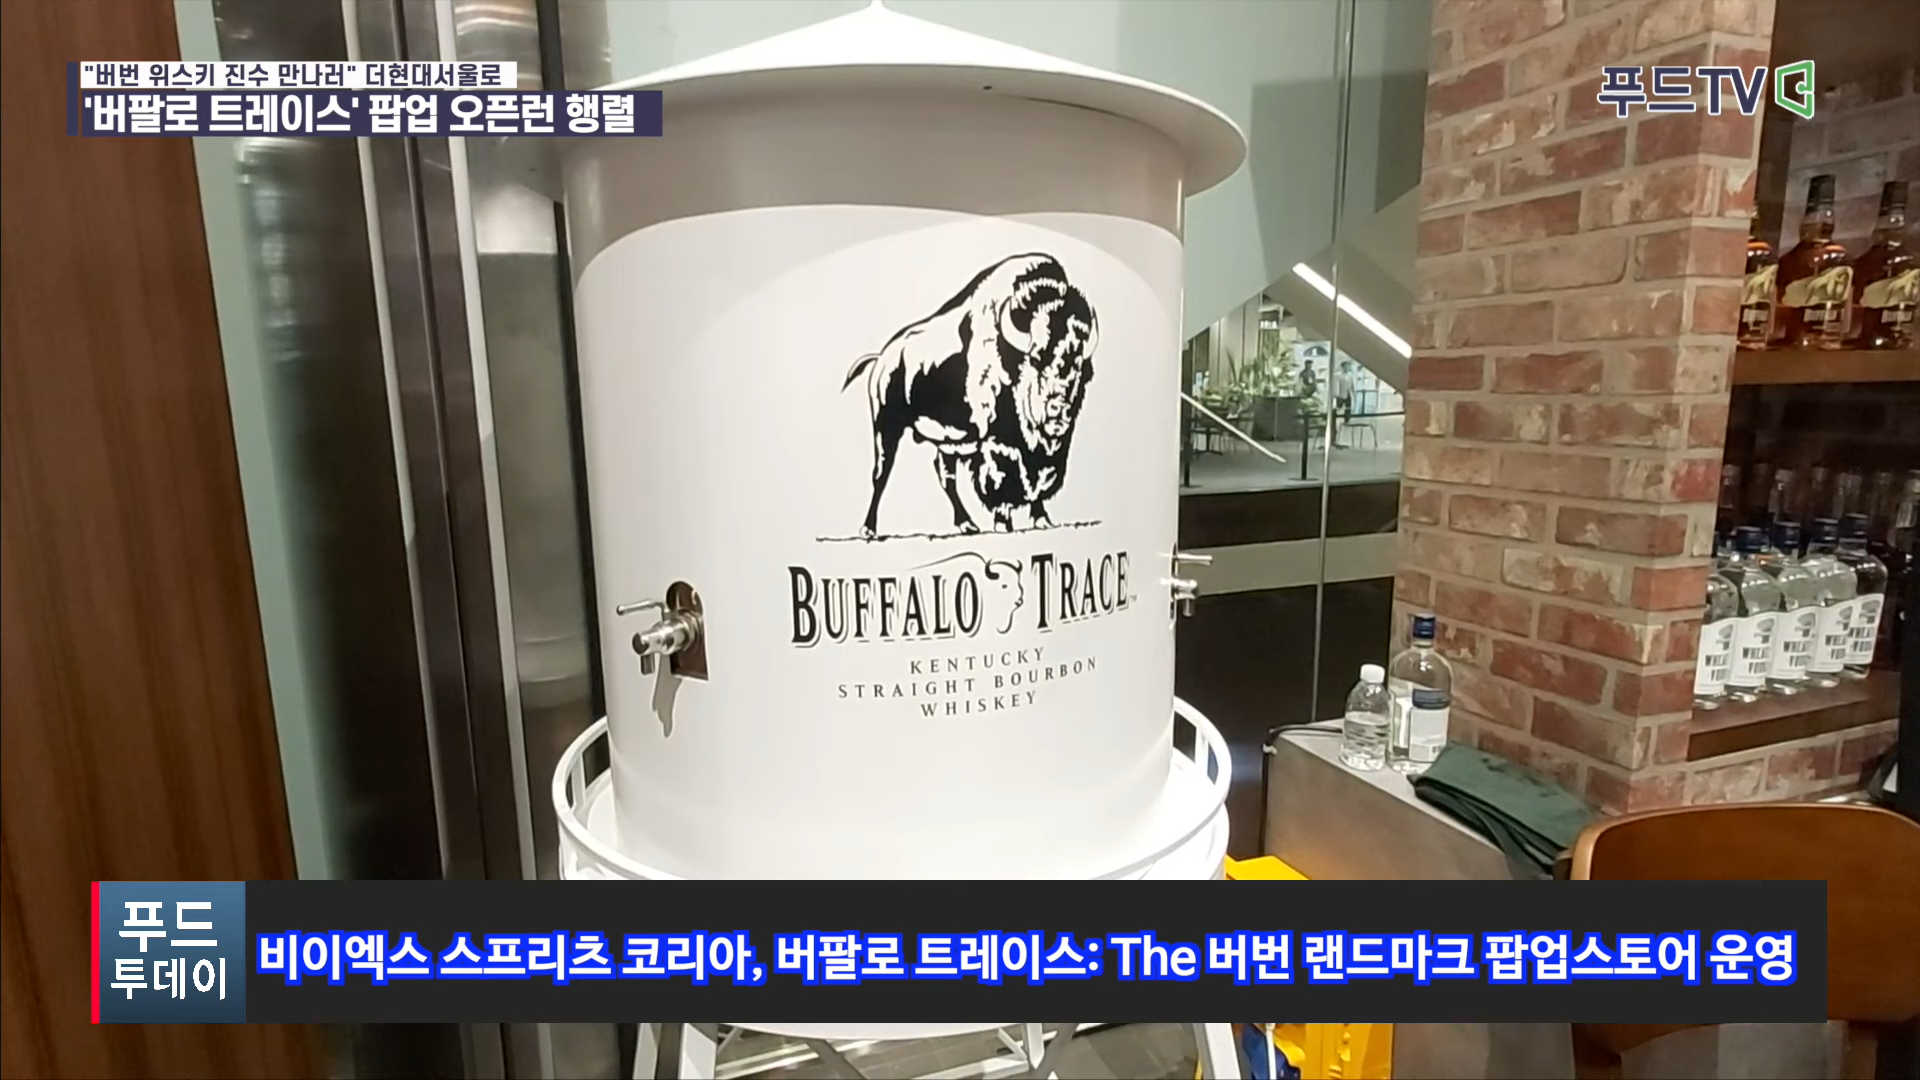 "버번 위스키 진수 만나러" 더현대서울로
'버팔로 트레이스' 팝업 오픈런 행렬
푸드TV
BUFFALO TRACE
KENTUCKY
STRAIGHT BOURBON
WHISKEY
푸드
투데이
비이엑스 스프리츠 코리아, 버팔로 트레이스: The 버번 랜드마크 팝업스토어 운영